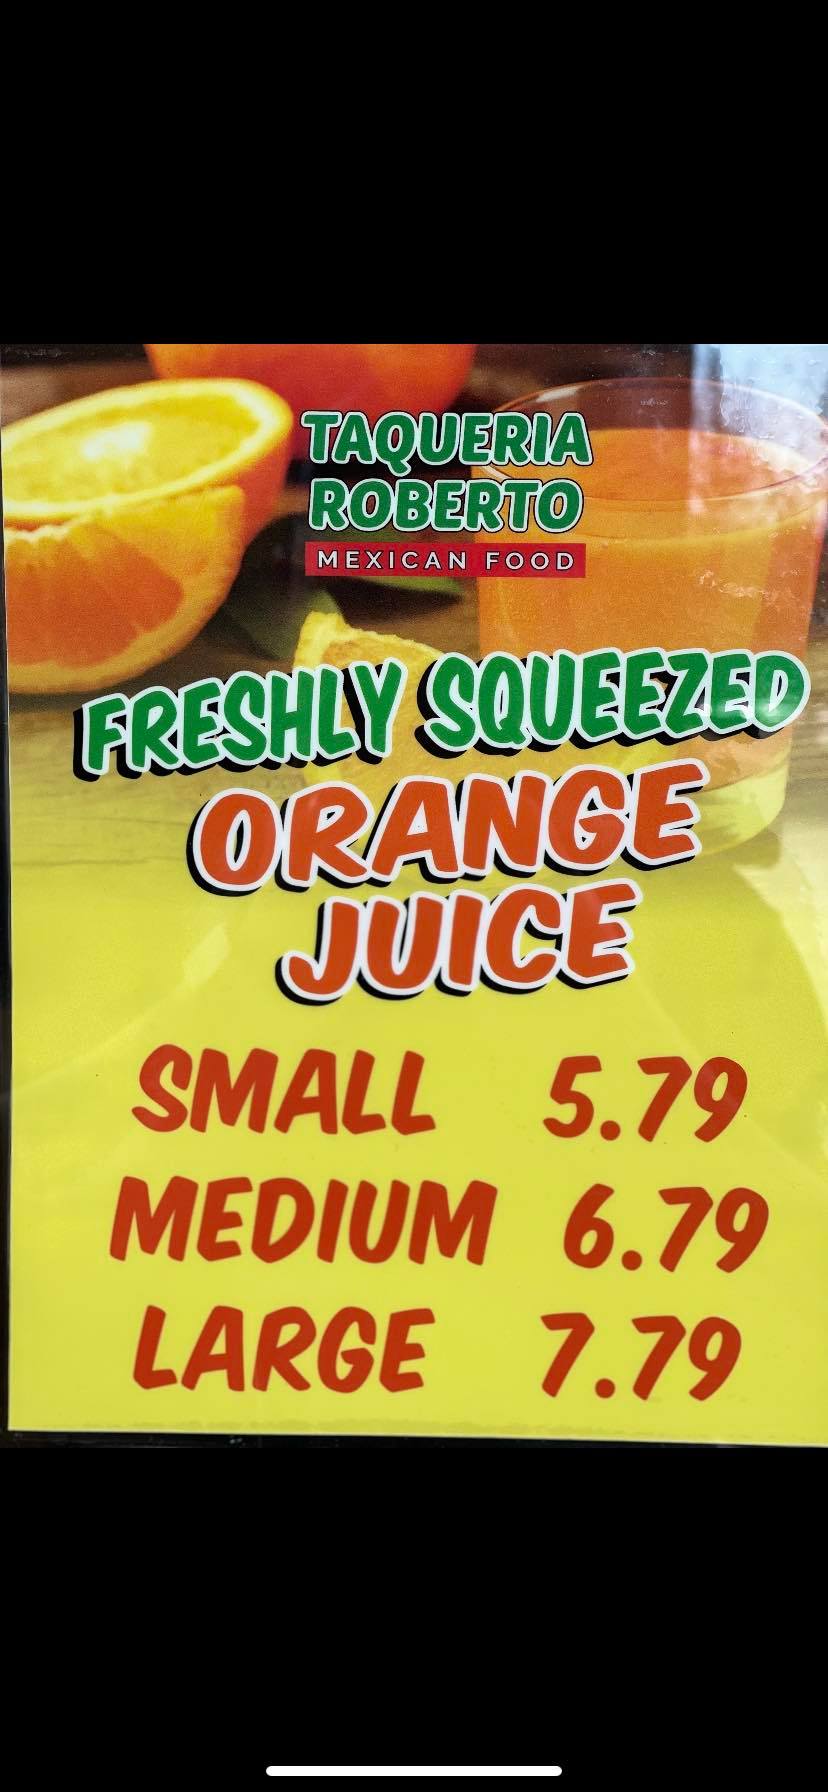 TAQUERIA
ROBERTO
MEXICAN FOOD
FRESHLY SQUEEZED
ORANGE
JUICE
SMALL 5.79
MEDIUM 6.79
LARGE 7.79